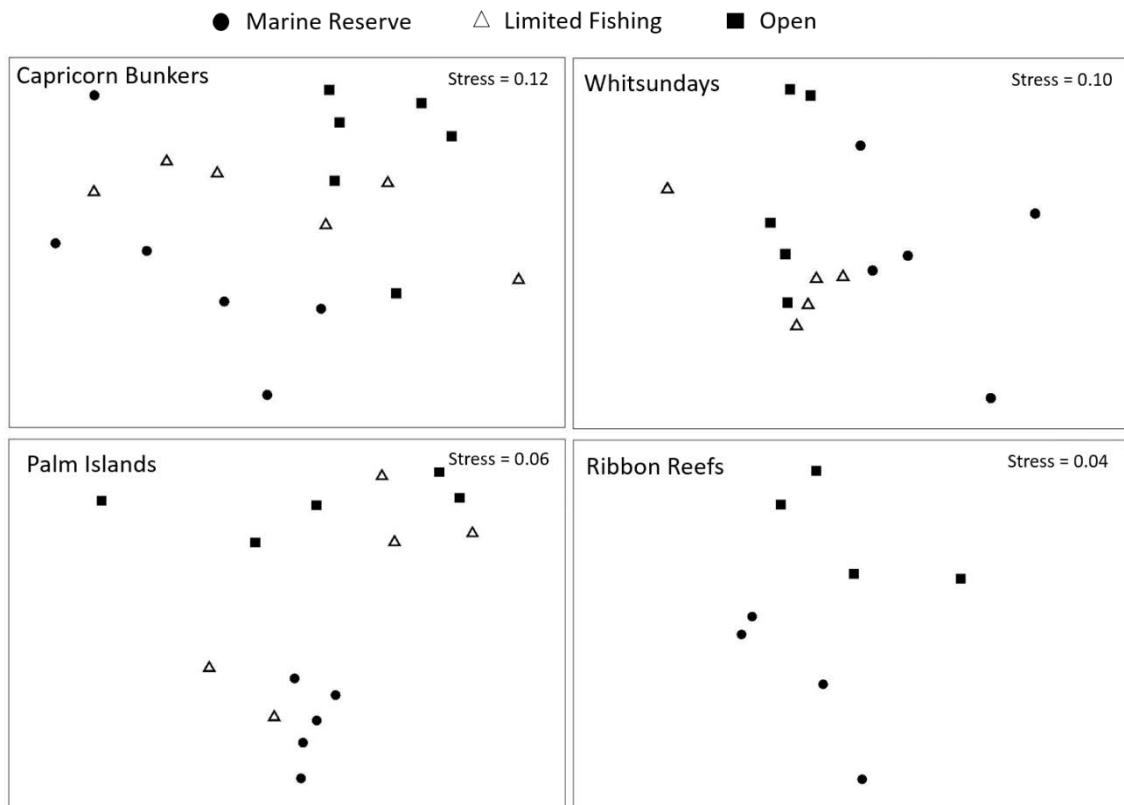 Marine Reserve Limited Fishing Open
Capricorn Bunkers
Stress = 0.12
Whitsundays
Stress = 0.10
Palm Islands
Stress = 0.06
Ribbon Reefs
Stress = 0.04